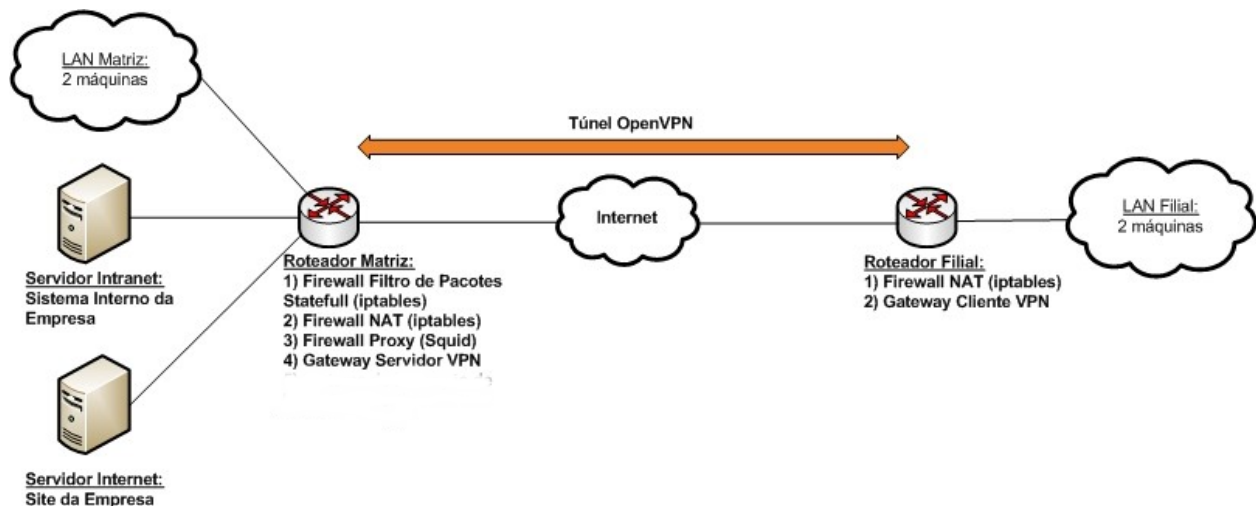 LAN Matriz:
2 máquinas
Túnel OpenVPN
Internet
LAN Filial:
2 máquinas
Servidor Intranet:
Sistema Interno da
Empresa
Roteador Matriz:
1) Firewall Filtro de Pacotes
Statefull (iptables)
2) Firewall NAT (iptables)
3) Firewall Proxy (Squid)
4) Gateway Servidor VPN
Roteador Filial:
1) Firewall NAT (iptables)
2) Gateway Cliente VPN
Servidor Internet:
Site da Empresa